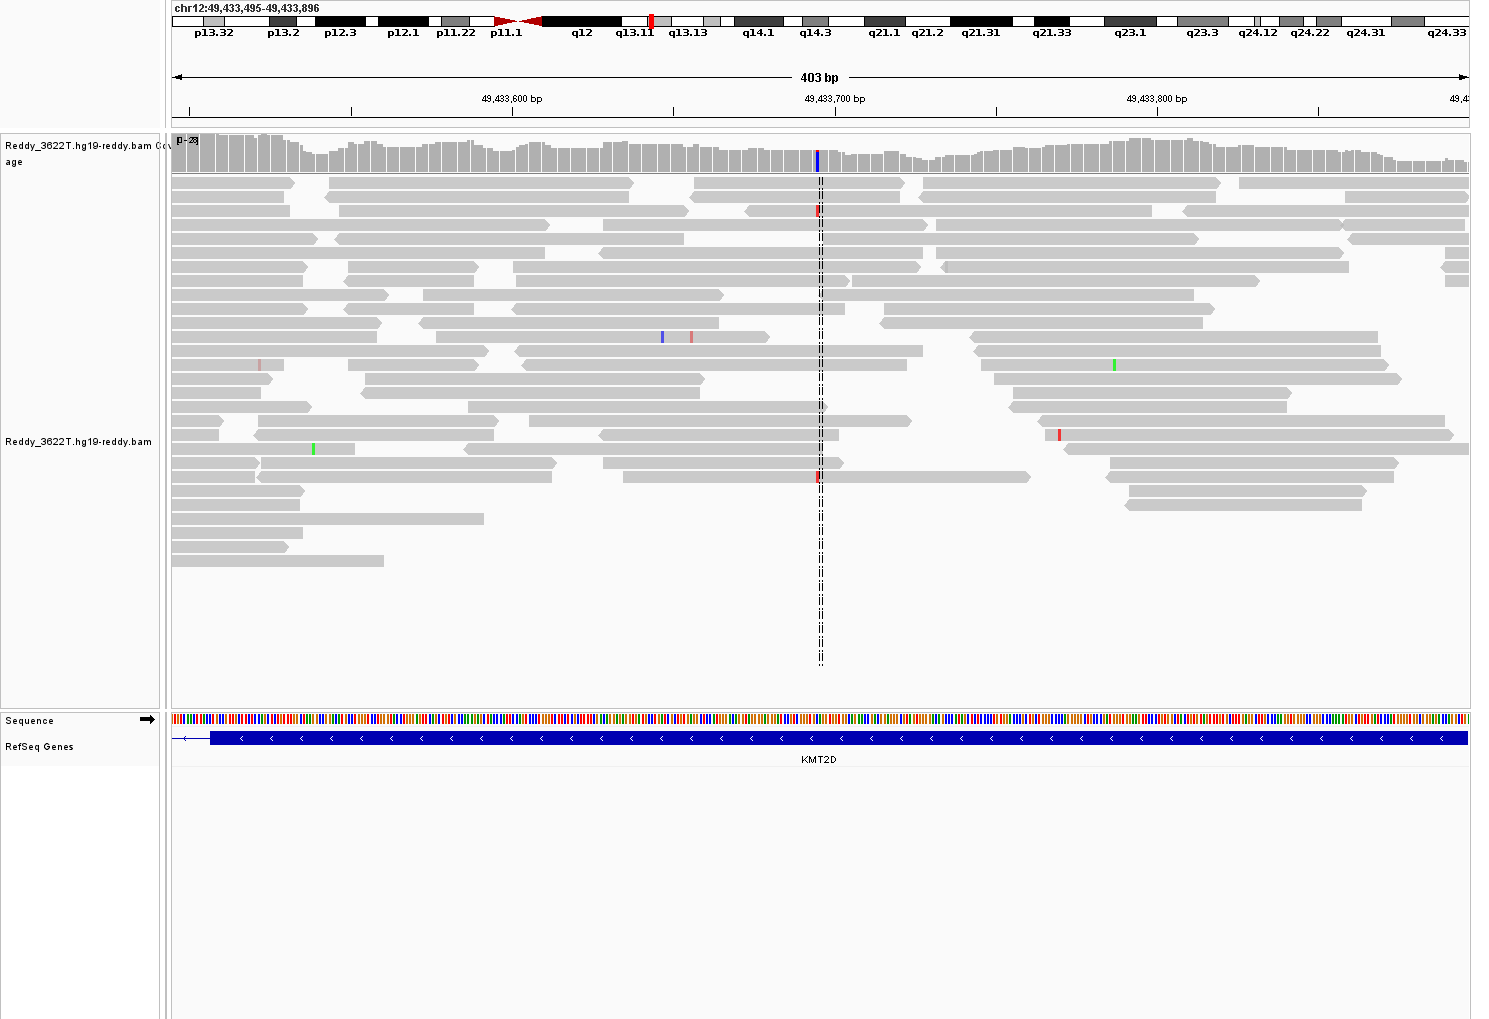 chr12:49,433,495-49,433,896
p13.32 p13.2 p12.3 p12.1 p11.22 p11.1 q12 q13.11 q13.13 q14.1 q14.3 q21.1 q21.2 q21.31 q21.33 q23.1 q23.3 q24.12 q24.22 q24.31 q24.33
403 bp
49,433,600 bp 49,433,700 bp 49,433,800 bp 49,43
[0 - 28]
Reddy_3622T.hg19-reddy.bam Cov
age
Reddy_3622T.hg19-reddy.bam
Sequence
RefSeq Genes
KMT2D